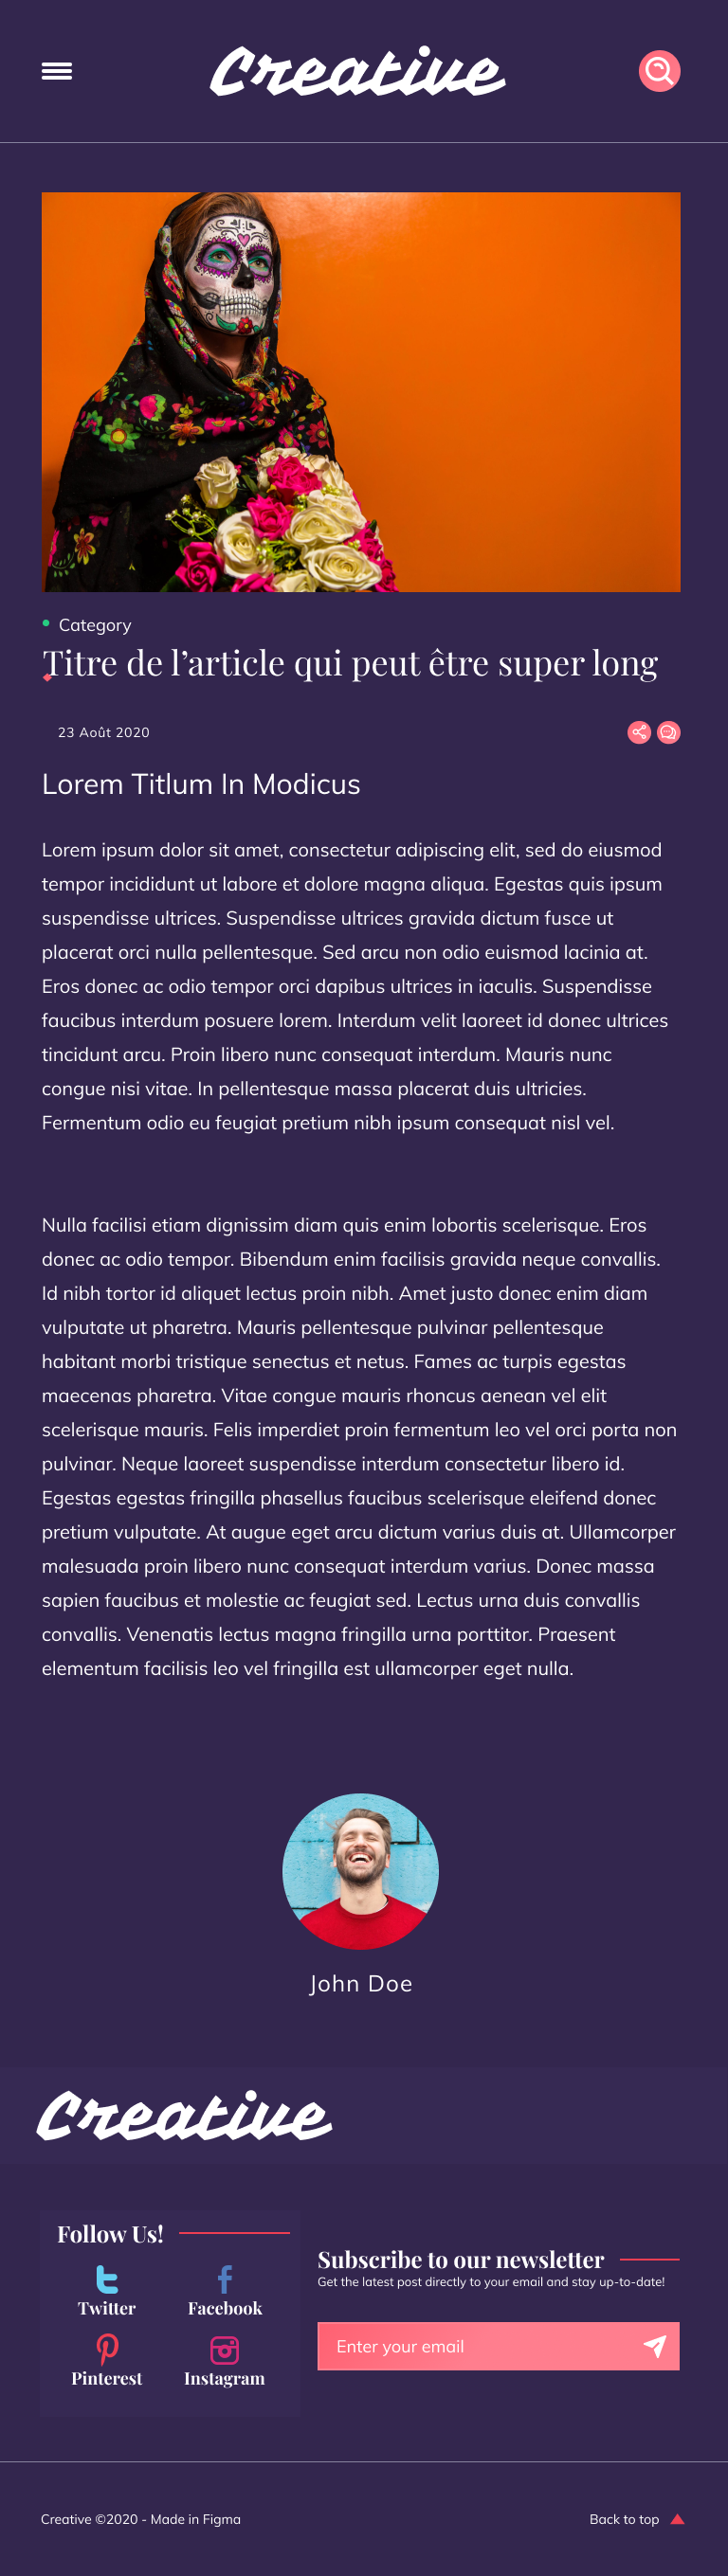 Creative
Category
Titre de l’article qui peut être super long
23 Août 2020
Lorem Titlum In Modicus
Lorem ipsum dolor sit amet, consectetur adipiscing elit, sed do eiusmod
tempor incididunt ut labore et dolore magna aliqua. Egestas quis ipsum
suspendisse ultrices. Suspendisse ultrices gravida dictum fusce ut
placerat orci nulla pellentesque. Sed arcu non odio euismod lacinia at.
Eros donec ac odio tempor orci dapibus ultrices in iaculis. Suspendisse
faucibus interdum posuere lorem. Interdum velit laoreet id donec ultrices
tincidunt arcu. Proin libero nunc consequat interdum. Mauris nunc
congue nisi vitae. In pellentesque massa placerat duis ultricies.
Fermentum odio eu feugiat pretium nibh ipsum consequat nisl vel.
Nulla facilisi etiam dignissim diam quis enim lobortis scelerisque. Eros
donec ac odio tempor. Bibendum enim facilisis gravida neque convallis.
Id nibh tortor id aliquet lectus proin nibh. Amet justo donec enim diam
vulputate ut pharetra. Mauris pellentesque pulvinar pellentesque
habitant morbi tristique senectus et netus. Fames ac turpis egestas
maecenas pharetra. Vitae congue mauris rhoncus aenean vel elit
scelerisque mauris. Felis imperdiet proin fermentum leo vel orci porta non
pulvinar. Neque laoreet suspendisse interdum consectetur libero id.
Egestas egestas fringilla phasellus faucibus scelerisque eleifend donec
pretium vulputate. At augue eget arcu dictum varius duis at. Ullamcorper
malesuada proin libero nunc consequat interdum varius. Donec massa
sapien faucibus et molestie ac feugiat sed. Lectus urna duis convallis
convallis. Venenatis lectus magna fringilla urna porttitor. Praesent
elementum facilisis leo vel fringilla est ullamcorper eget nulla.
John Doe
Creative
Follow Us!
Twitter
Facebook
Pinterest
Instagram
Subscribe to our newsletter
Get the latest post directly to your email and stay up-to-date!
Enter your email
Creative ©2020 - Made in Figma
Back to top